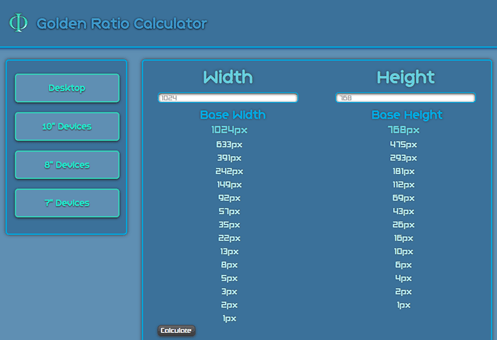 Φ Golden Ratio Calculator
Desktop
10" Devices
8" Devices
7" Devices
Width
1024
Base Width
1024px
633px
391px
242px
149px
92px
57px
35px
22px
13px
8px
5px
3px
2px
1px
Calculate
Height
768
Base Height
768px
475px
293px
181px
112px
69px
43px
26px
16px
10px
6px
4px
2px
1px